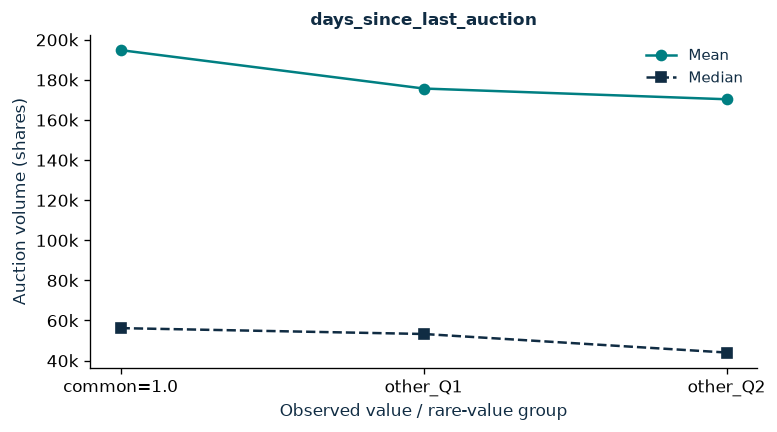 days_since_last_auction
Mean
Median
Auction volume (shares)
200k
180k
160k
140k
120k
100k
80k
60k
40k
common=1.0
other_Q1
other_Q2
Observed value / rare-value group